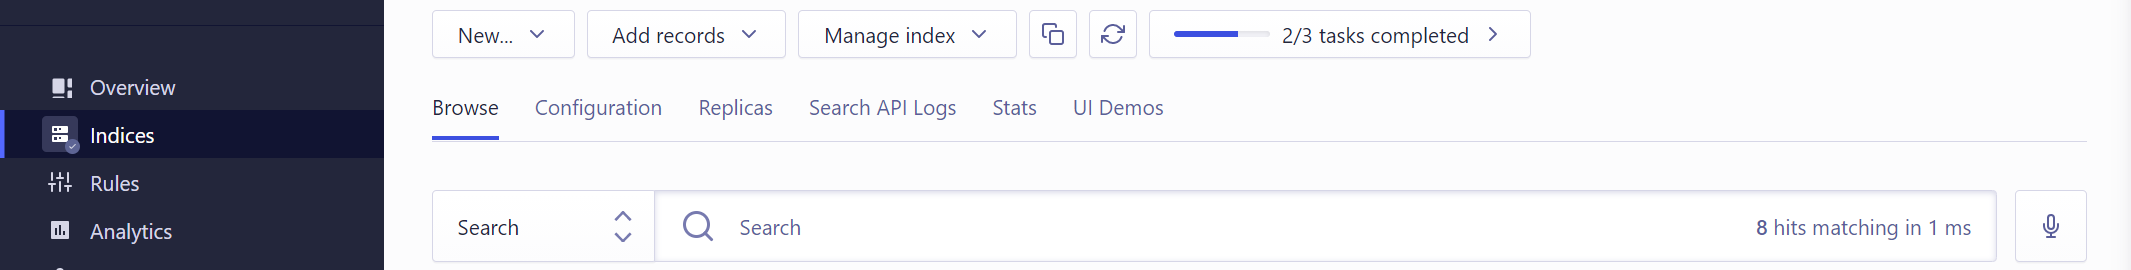 New...
Add records
Manage index
2/3 tasks completed
Overview
Indices
Rules
Analytics
Browse
Configuration
Replicas
Search API Logs
Stats
UI Demos
Search
Search
8 hits matching in 1 ms